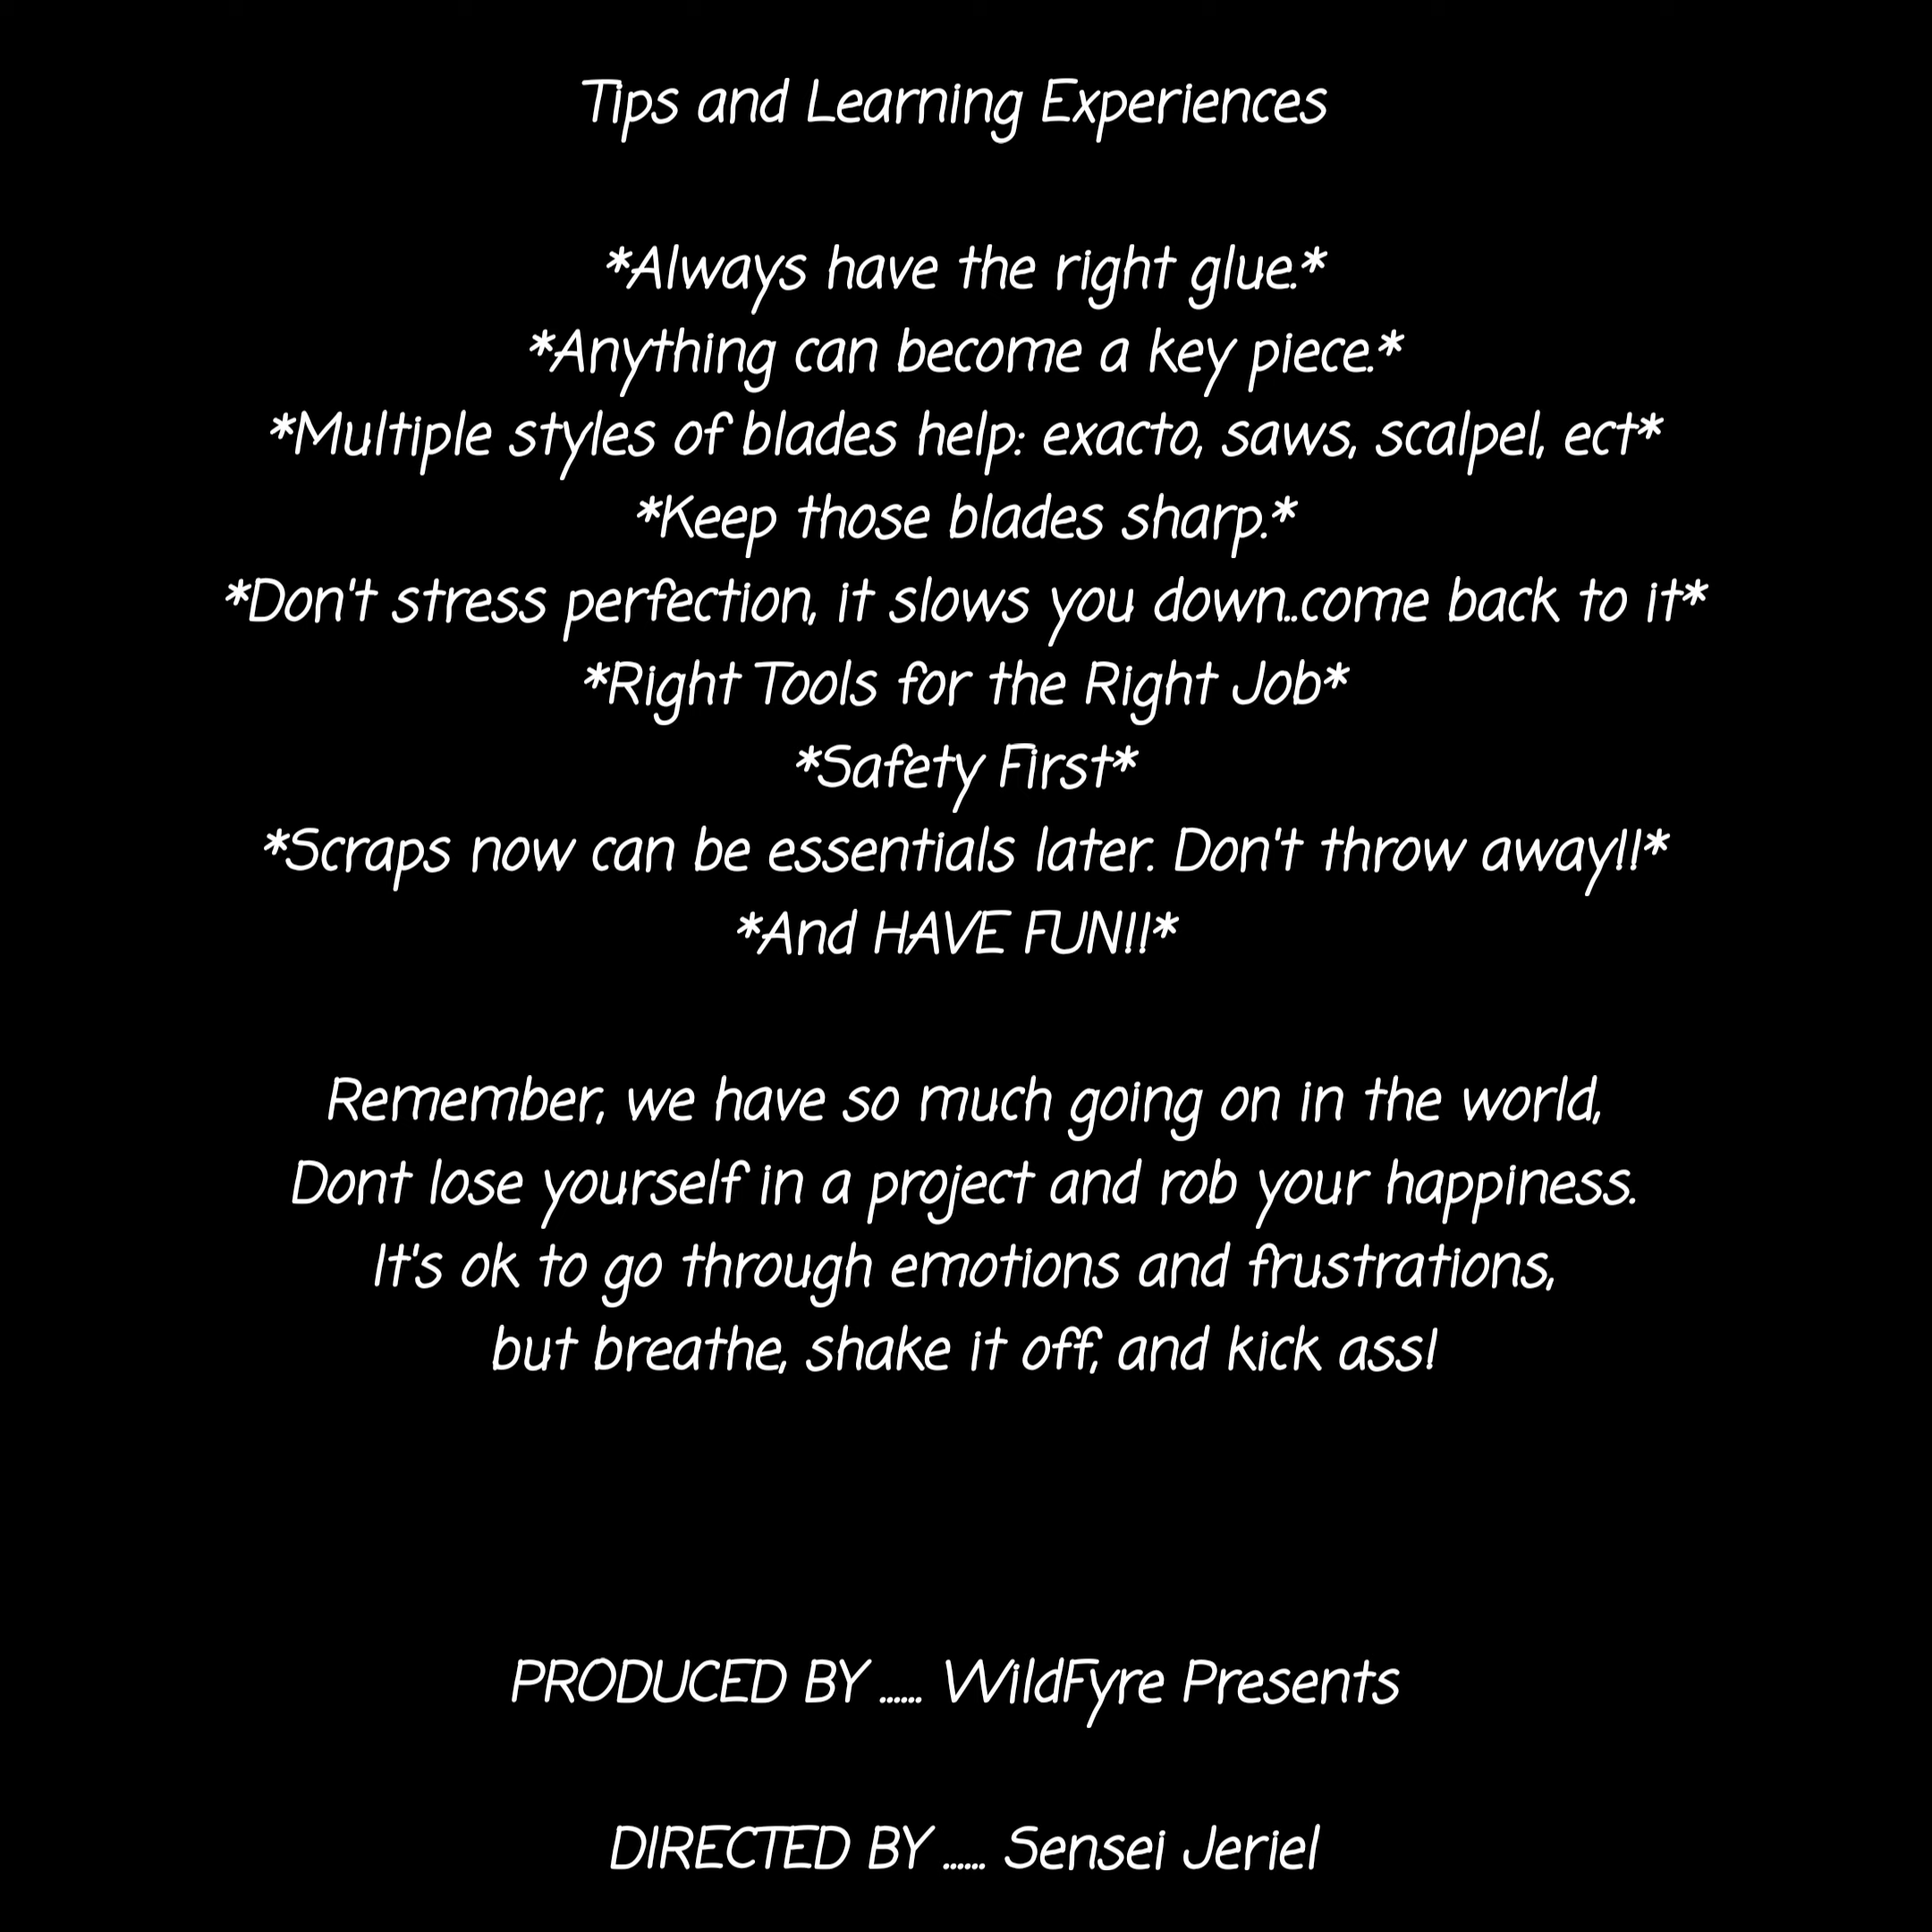 Tips and Learning Experiences
*Always have the right glue.*
*Anything can become a key piece.*
*Multiple styles of blades help: exacto, saws, scalpel, ect*
*Keep those blades sharp.*
*Don't stress perfection, it slows you down...come back to it*
*Right Tools for the Right Job*
*Safety First*
*Scraps now can be essentials later. Don't throw away!!*
*And HAVE FUN!!*
Remember, we have so much going on in the world,
Dont lose yourself in a project and rob your happiness.
It's ok to go through emotions and frustrations,
but breathe, shake it off, and kick ass!
PRODUCED BY ...... WildFyre Presents
DIRECTED BY ...... Sensei Jeriel